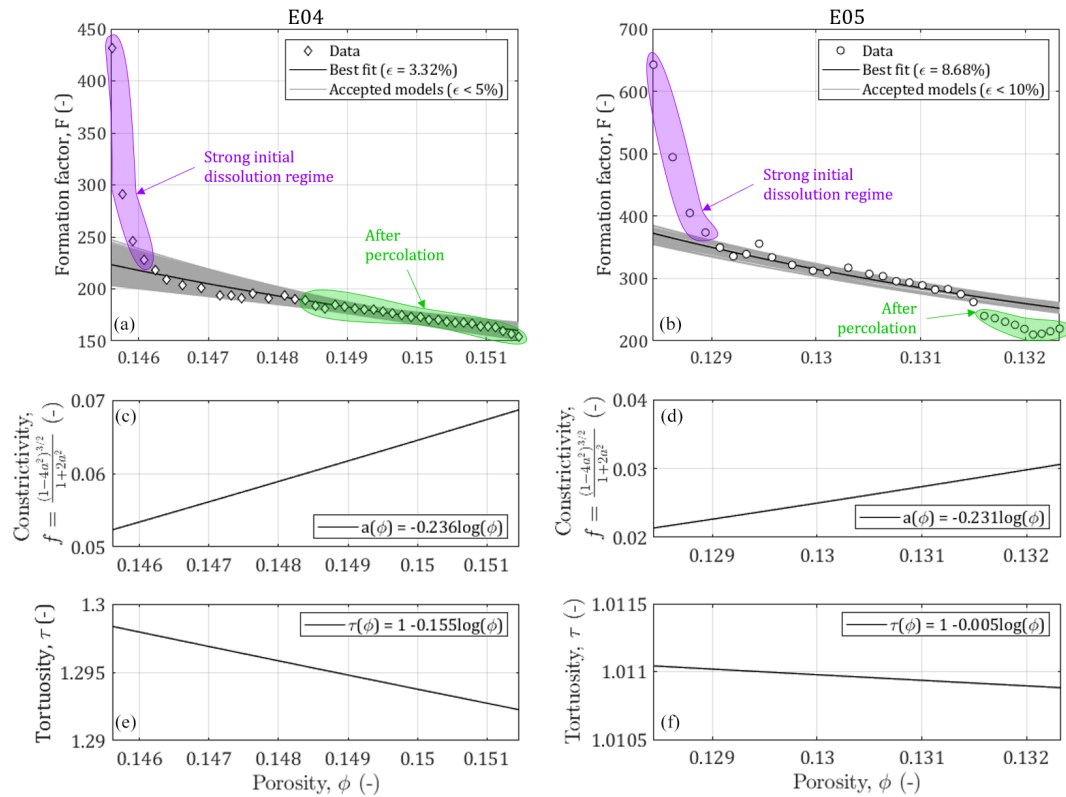 E04
Formation factor, F (-)
450
400
350
300
250
200
150
◇ Data
Best fit (ϵ = 3.32%)
Accepted models (ϵ < 5%)
Strong initial
dissolution regime
After
percolation
(a)
0.146 0.147 0.148 0.149 0.15 0.151
E05
Formation factor, F (-)
700
600
500
400
300
200
○ Data
Best fit (ϵ = 8.68%)
Accepted models (ϵ < 10%)
Strong initial
dissolution regime
After
percolation
(b)
0.129 0.13 0.131 0.132
Constrictivity,
f = (1−4a²)^{3/2} / 1+2a² (-)
0.07
0.06
0.05
(c)
a(ϕ) = -0.236log(ϕ)
0.146 0.147 0.148 0.149 0.15 0.151
Constrictivity,
f = (1−4a²)^{3/2} / 1+2a² (-)
0.04
0.03
0.02
(d)
a(ϕ) = -0.231log(ϕ)
0.129 0.13 0.131 0.132
Tortuosity, τ (-)
1.3
1.295
1.29
τ(ϕ) = 1 -0.155log(ϕ)
(e)
0.146 0.147 0.148 0.149 0.15 0.151
Porosity, ϕ (-)
Tortuosity, τ (-)
1.0115
1.011
1.0105
τ(ϕ) = 1 -0.005log(ϕ)
(f)
0.129 0.13 0.131 0.132
Porosity, ϕ (-)